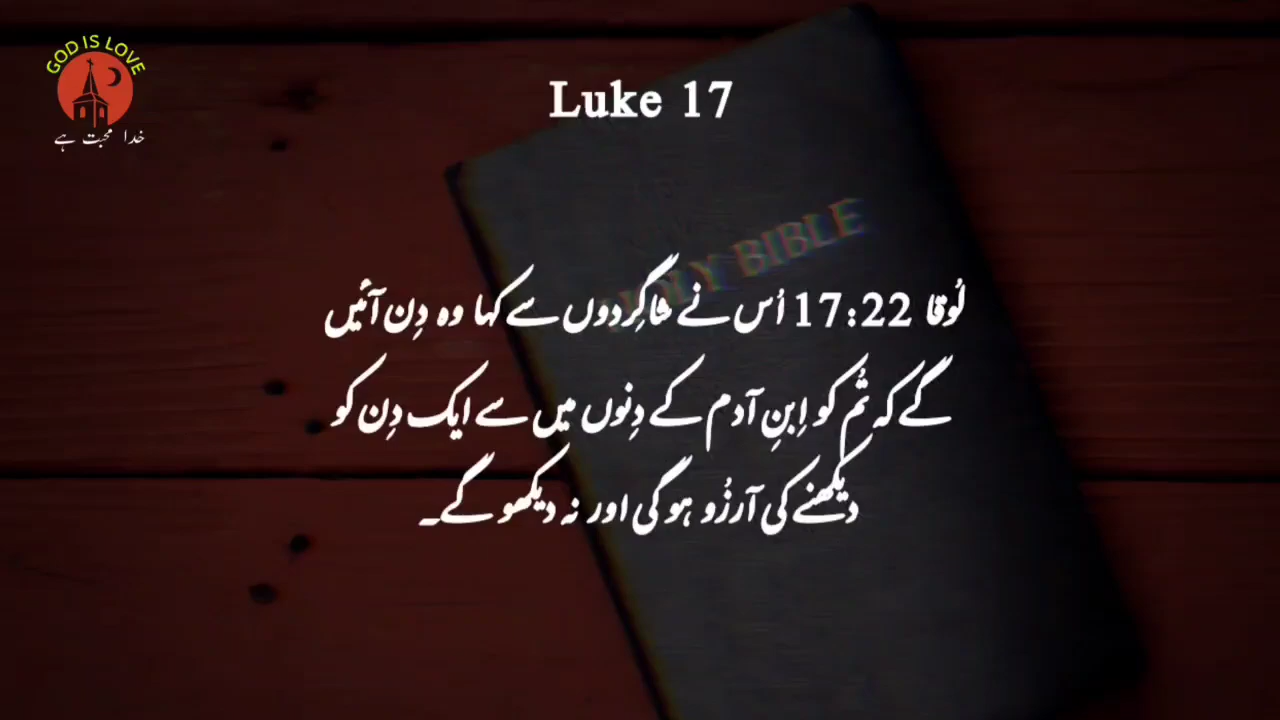 GOD IS LOVE
خدا محبت ہے
Luke 17
HOLY BIBLE
لُوقا 17:22 اُس نے شاگِردوں سے کہا وہ دِن آئیں
گے کہ تُم کو اِبنِ آدم کے دِنوں میں سے ایک دِن کو
دیکھنے کی آرزُو ہو گی اور نہ دیکھو گے۔